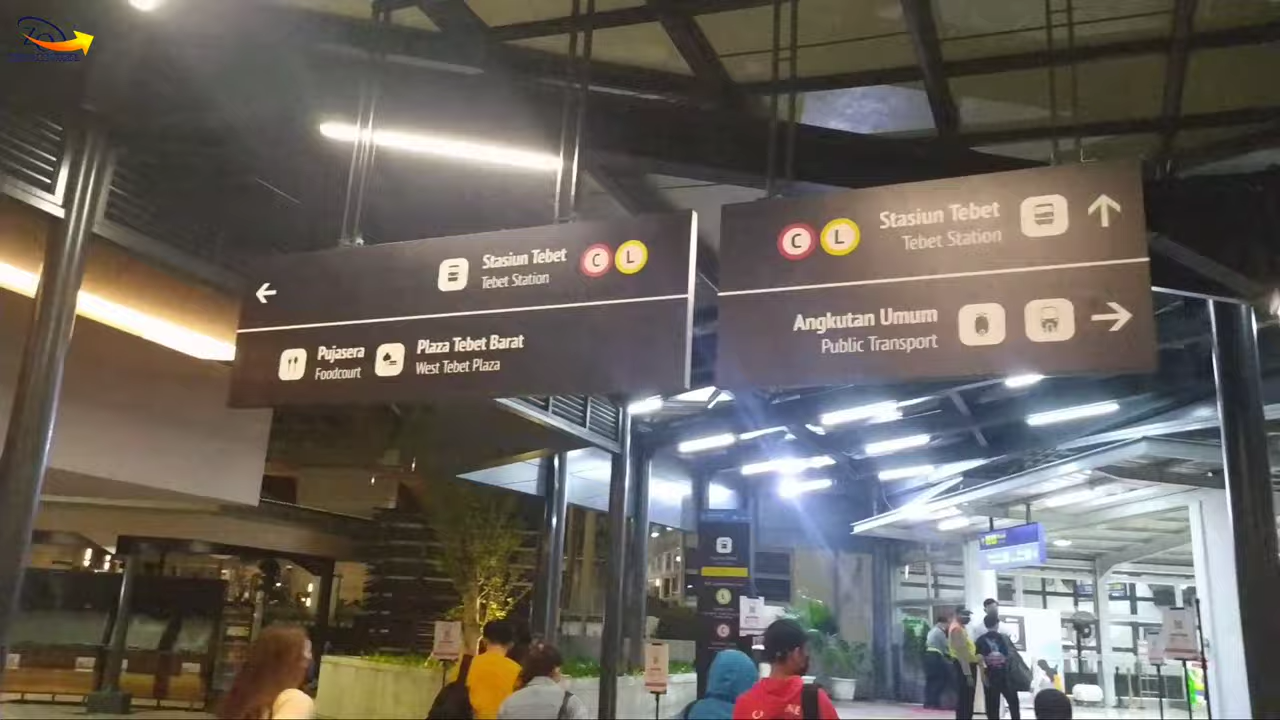 Stasiun Tebet C L
Tebet Station
Pujasera
Foodcourt
Plaza Tebet Barat
West Tebet Plaza
C L Stasiun Tebet
Tebet Station
Angkutan Umum
Public Transport
L
C